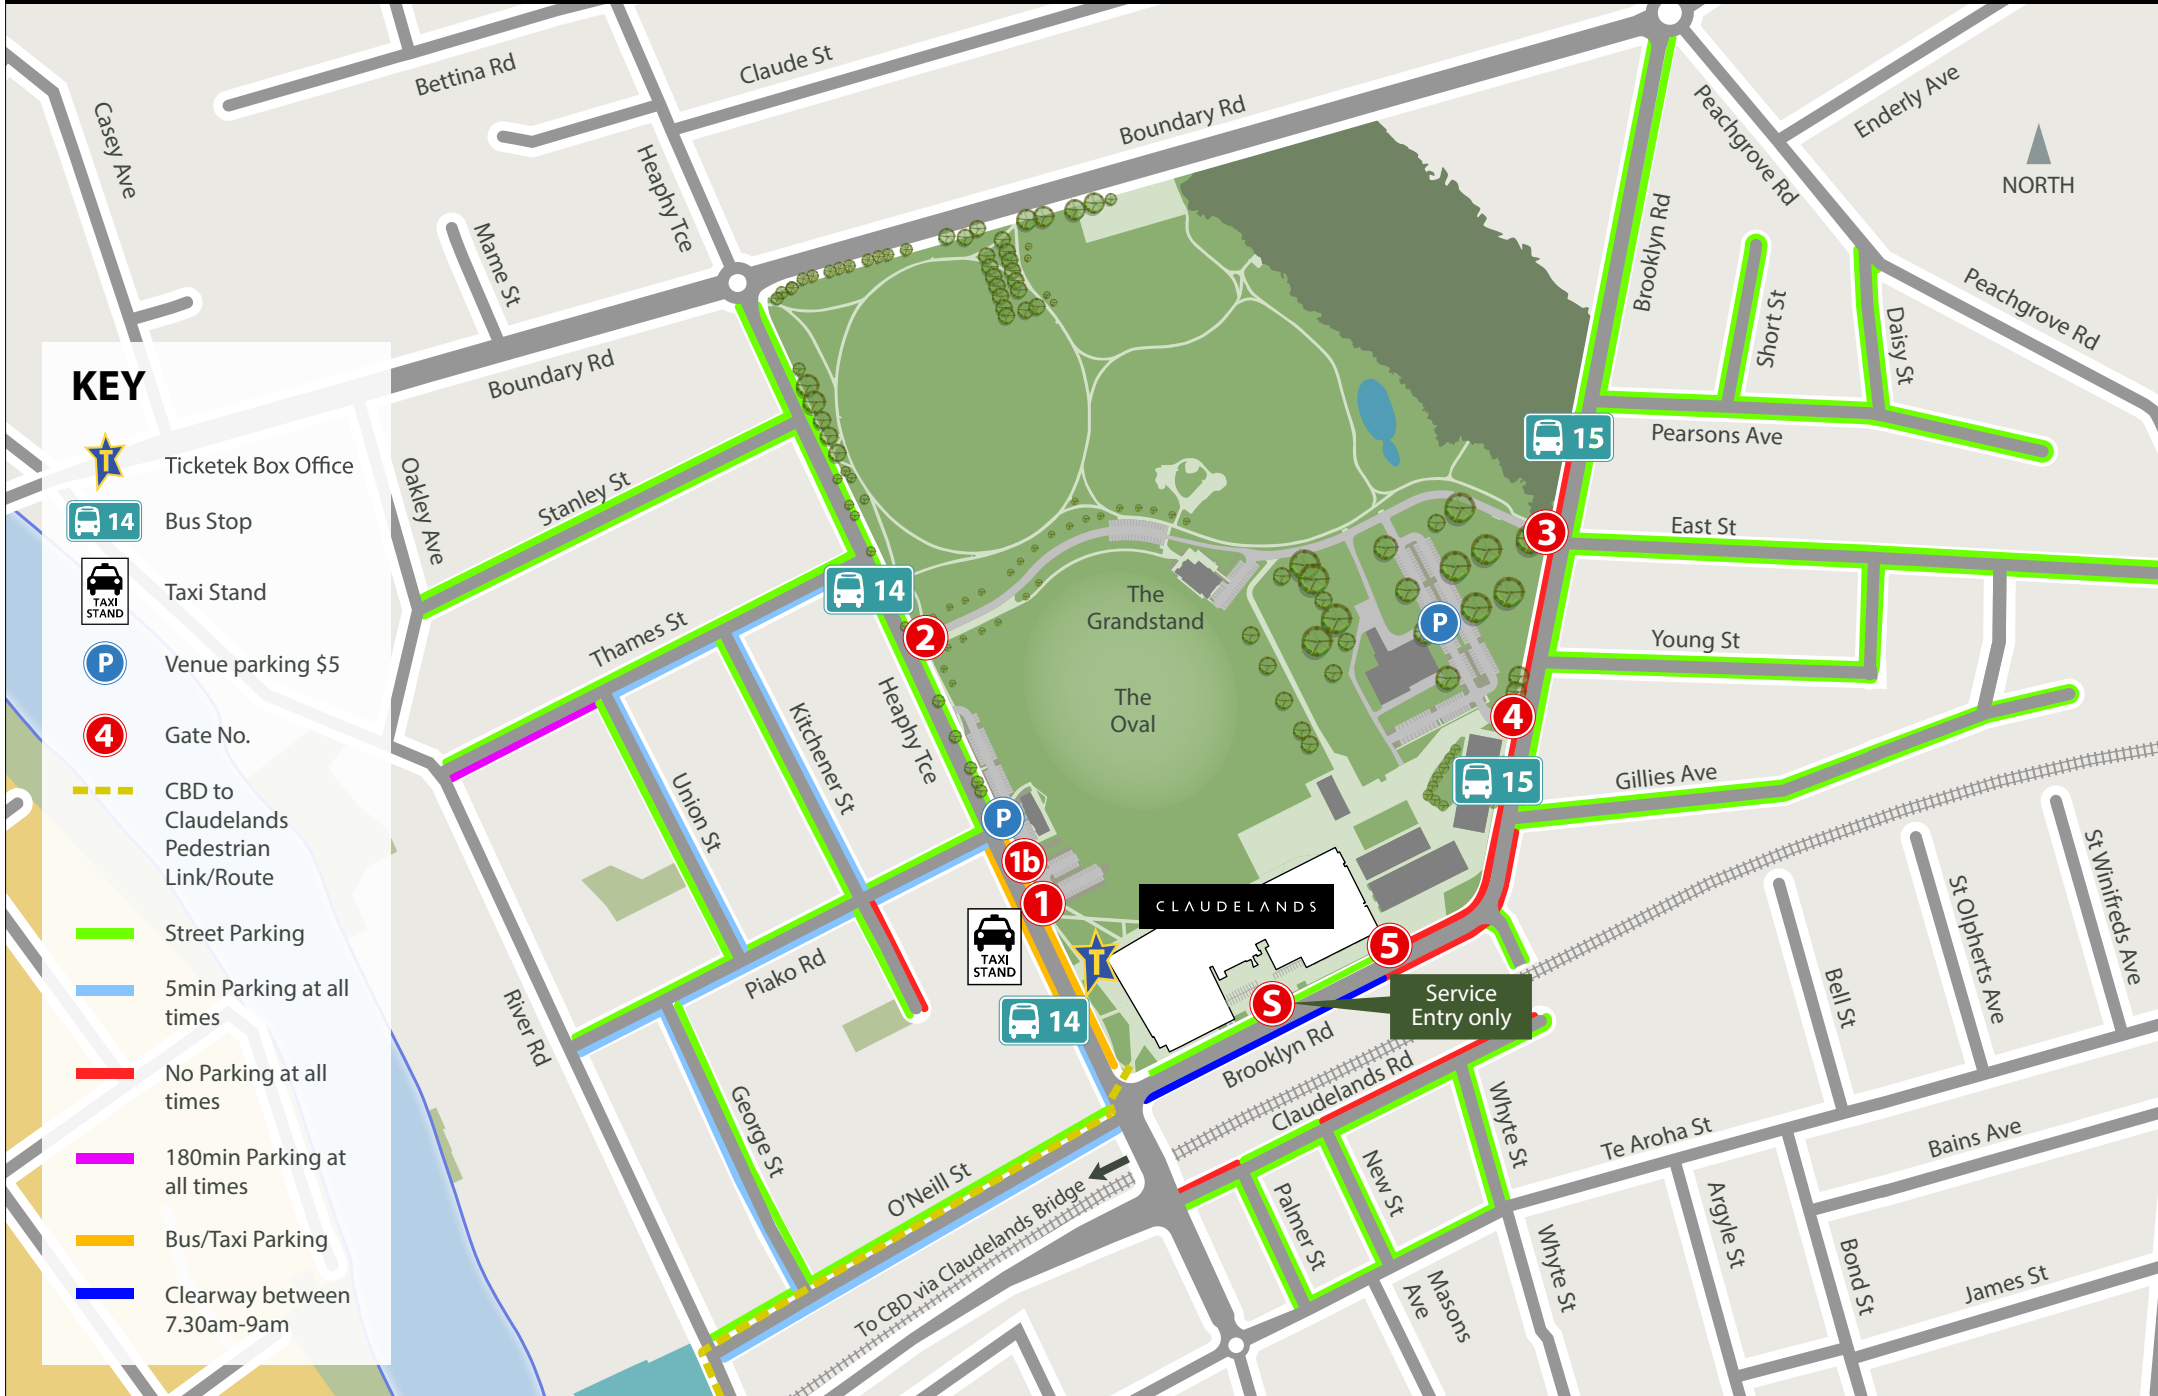 Bettina Rd
Claude St
Boundary Rd
Casey Ave
Heaphy Tce
Mame St
Peachgrove Rd
Enderly Ave
NORTH
Brooklyn Rd
Short St
Daisy St
Peachgrove Rd
Boundary Rd
Oakley Ave
Stanley St
15
Pearsons Ave
3
East St
14
2
Thames St
The
Grandstand
P
Young St
The
Oval
4
Heaphy Tce
Kitchener St
Union St
15
Gillies Ave
P
1b
1
CLAUDELANDS
TAXI
STAND
T
5
S
Service
Entry only
14
Piako Rd
River Rd
George St
O'Neill St
Brooklyn Rd
Claudelands Rd
To CBD via Claudelands Bridge
Bell St
St Olpherts Ave
St Winifreds Ave
Whyte St
Te Aroha St
Bains Ave
New St
Palmer St
Masons
Ave
Whyte St
Argyle St
Bond St
James St
KEY
T
Ticketek Box Office
14
Bus Stop
TAXI
STAND
Taxi Stand
P
Venue parking $5
4
Gate No.
CBD to
Claudelands
Pedestrian
Link/Route
Street Parking
5min Parking at all
times
No Parking at all
times
180min Parking at
all times
Bus/Taxi Parking
Clearway between
7.30am-9am